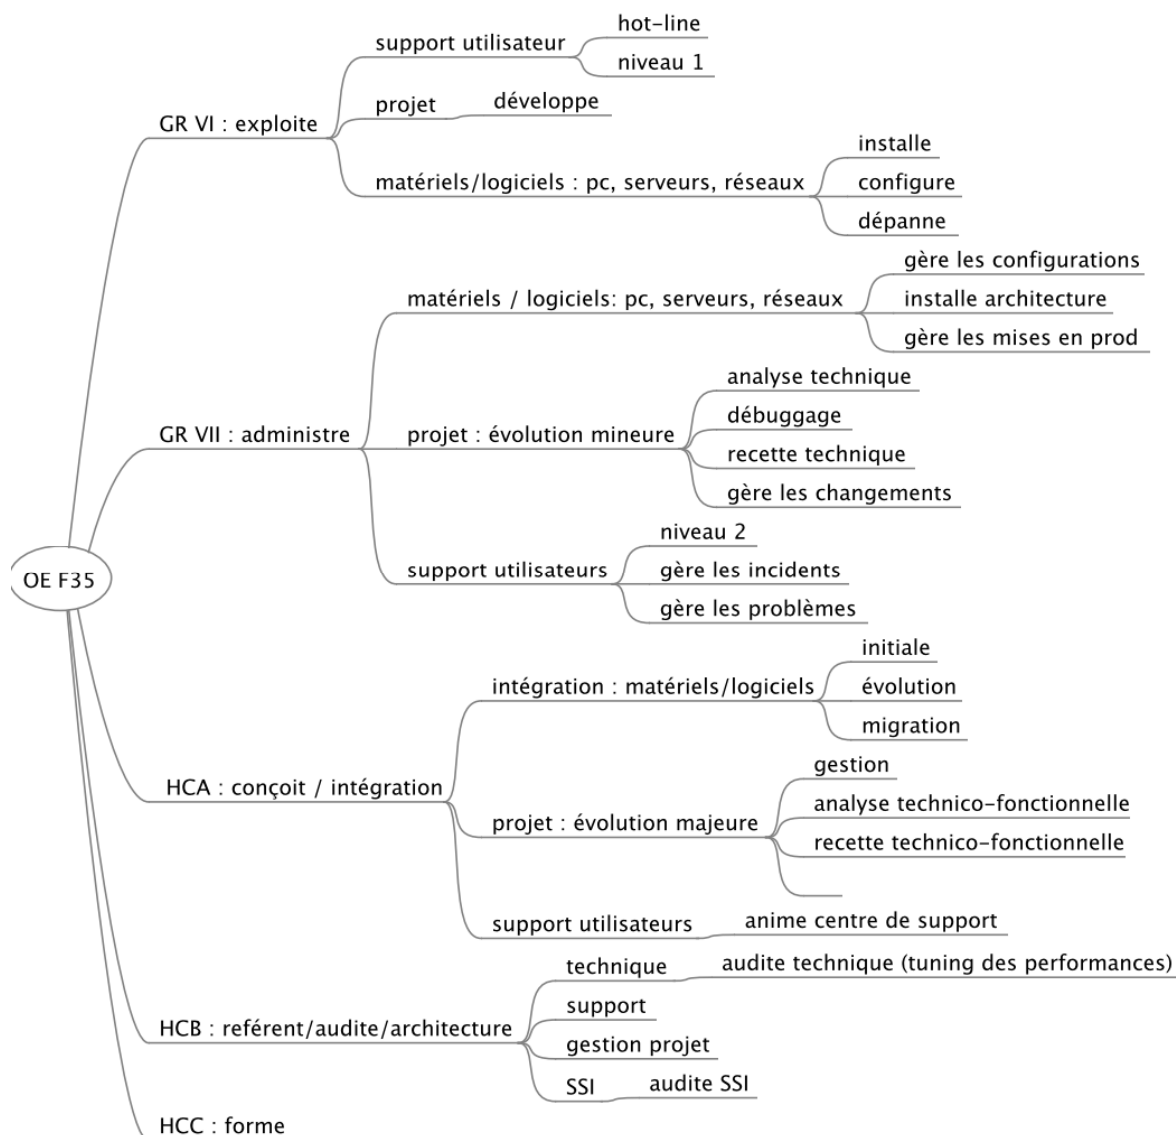 OE F35
GR VI : exploite
support utilisateur
hot-line
niveau 1
projet
développe
matériels/logiciels : pc, serveurs, réseaux
installe
configure
dépanne
GR VII : administre
matériels / logiciels: pc, serveurs, réseaux
gère les configurations
installe architecture
gère les mises en prod
projet : évolution mineure
analyse technique
débuggage
recette technique
gère les changements
support utilisateurs
niveau 2
gère les incidents
gère les problèmes
HCA : conçoit / intégration
intégration : matériels/logiciels
initiale
évolution
migration
projet : évolution majeure
gestion
analyse technico-fonctionnelle
recette technico-fonctionnelle
support utilisateurs
anime centre de support
HCB : reférent/audite/architecture
technique
audite technique (tuning des performances)
support
gestion projet
SSI
audite SSI
HCC : forme